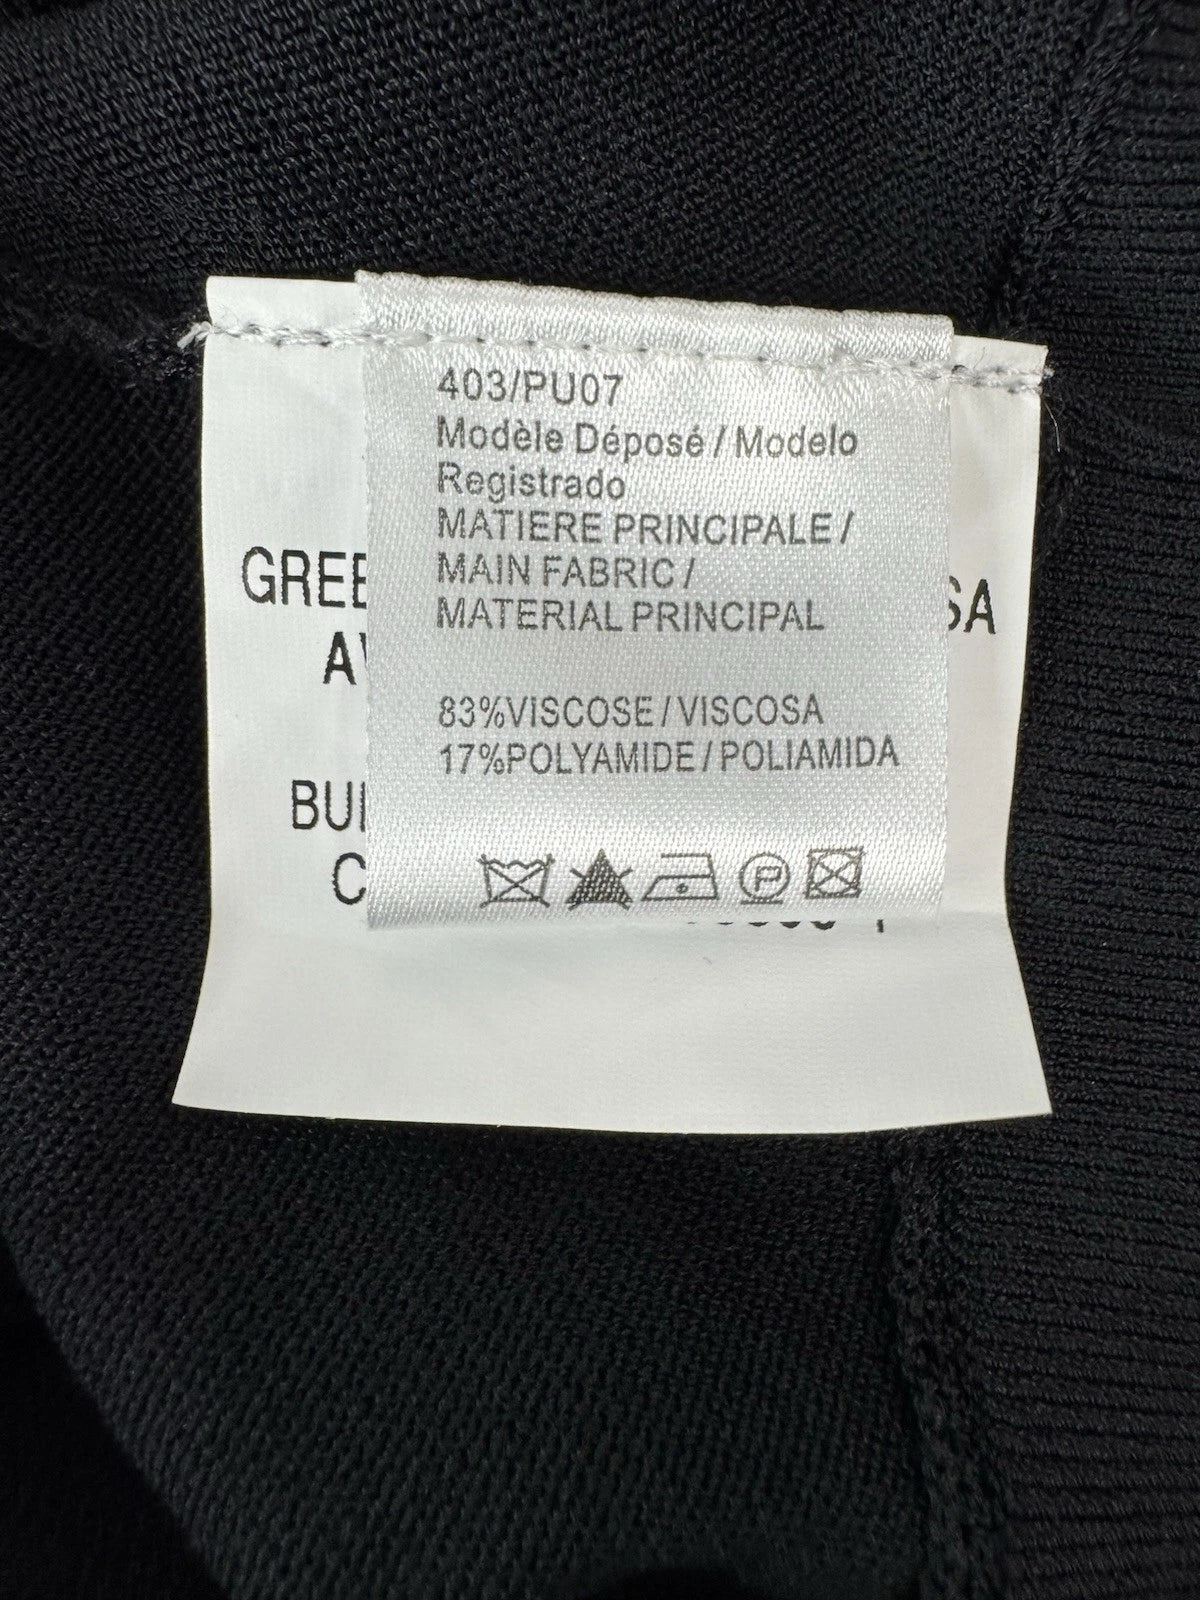 403/PU07
Modèle Déposé / Modelo
Registrado
MATIERE PRINCIPALE /
MAIN FABRIC /
MATERIAL PRINCIPAL
83%VISCOSE / VISCOSA
17%POLYAMIDE / POLIAMIDA
P